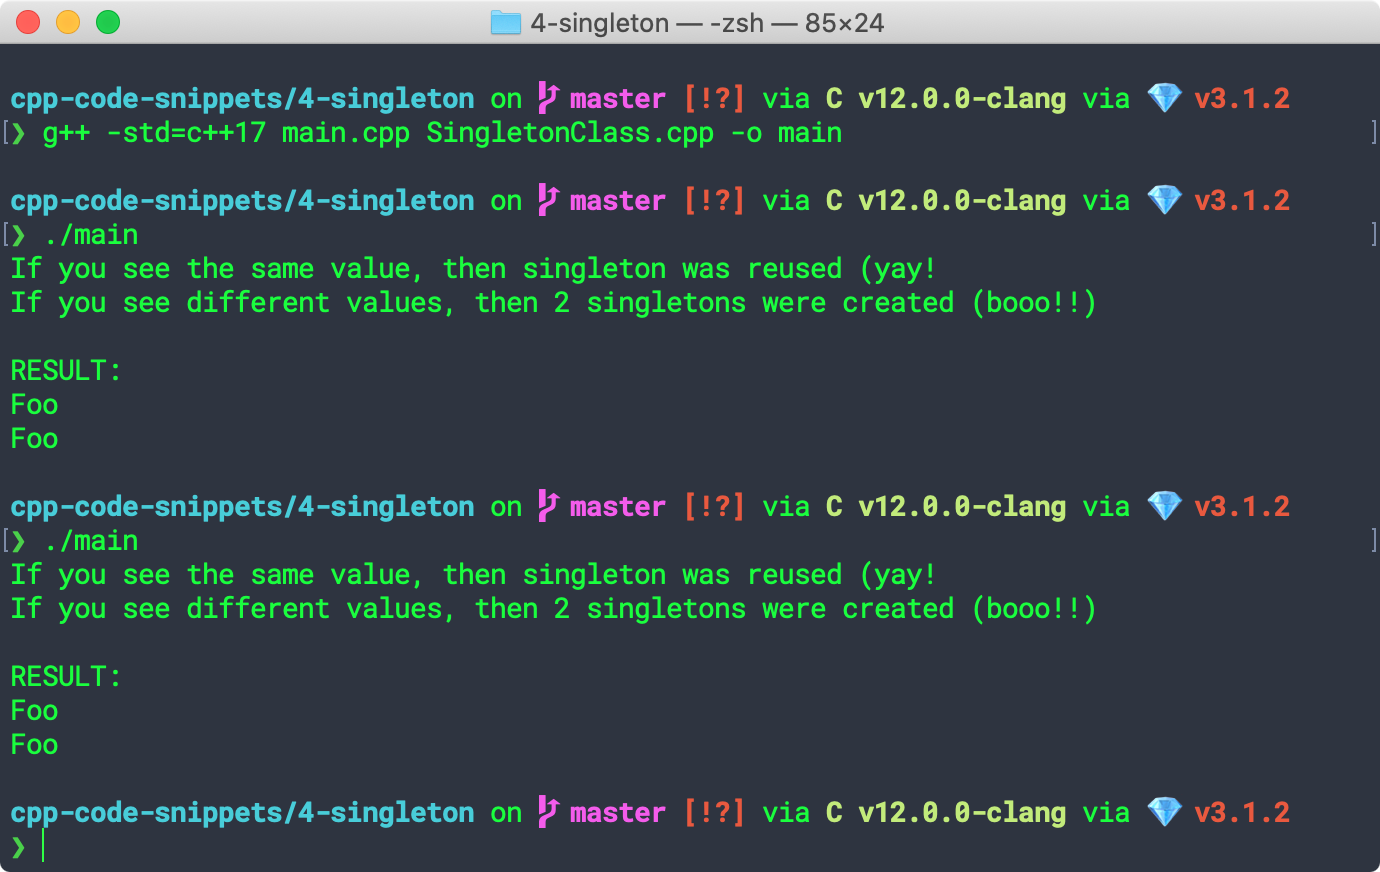 4-singleton — -zsh — 85×24
cpp-code-snippets/4-singleton on master [!?] via C v12.0.0-clang via 💎 v3.1.2
[❯ g++ -std=c++17 main.cpp SingletonClass.cpp -o main ]
cpp-code-snippets/4-singleton on master [!?] via C v12.0.0-clang via 💎 v3.1.2
[❯ ./main ]
If you see the same value, then singleton was reused (yay!
If you see different values, then 2 singletons were created (booo!!)
RESULT:
Foo
Foo
cpp-code-snippets/4-singleton on master [!?] via C v12.0.0-clang via 💎 v3.1.2
[❯ ./main ]
If you see the same value, then singleton was reused (yay!
If you see different values, then 2 singletons were created (booo!!)
RESULT:
Foo
Foo
cpp-code-snippets/4-singleton on master [!?] via C v12.0.0-clang via 💎 v3.1.2
❯